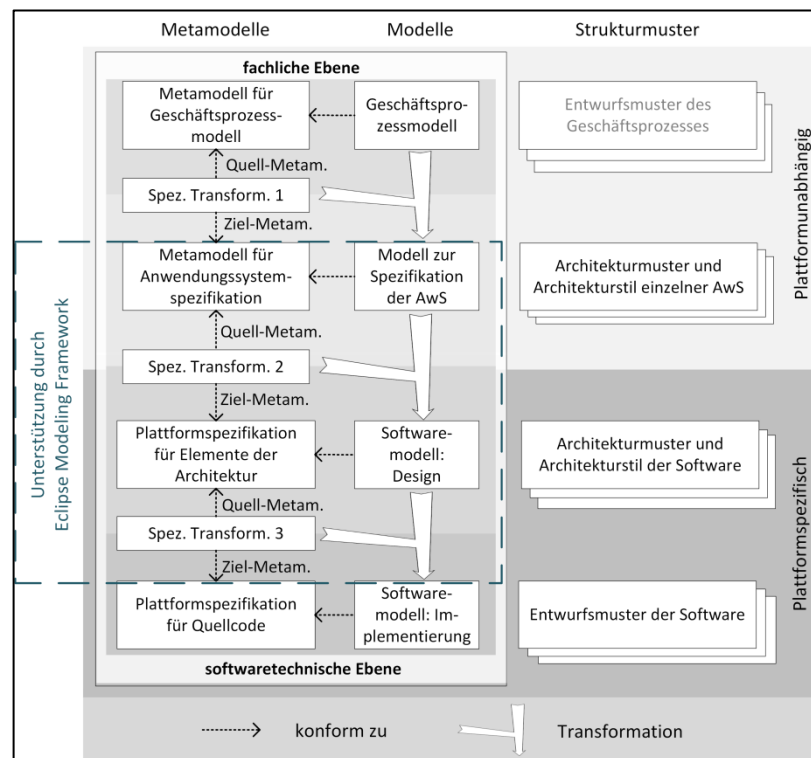 Metamodelle
Modelle
Strukturmuster
fachliche Ebene
Metamodell für
Geschäftsprozess-
modell
Geschäftspro-
zessmodell
Entwurfsmuster des
Geschäftsprozesses
Quell-Metam.
Spez. Transform. 1
Ziel-Metam.
Metamodell für
Anwendungssystem-
spezifikation
Modell zur
Spezifikation
der AwS
Architekturmuster und
Architekturstil einzelner AwS
Plattformunabhängig
Quell-Metam.
Spez. Transform. 2
Ziel-Metam.
Unterstützung durch
Eclipse Modeling Framework
Plattformspezifikation
für Elemente der
Architektur
Software-
modell:
Design
Architekturmuster und
Architekturstil der Software
Quell-Metam.
Spez. Transform. 3
Ziel-Metam.
Plattformspezifikation
für Quellcode
Software-
modell: Im-
plementierung
Entwurfsmuster der Software
Plattformspezifisch
softwaretechnische Ebene
konform zu
Transformation